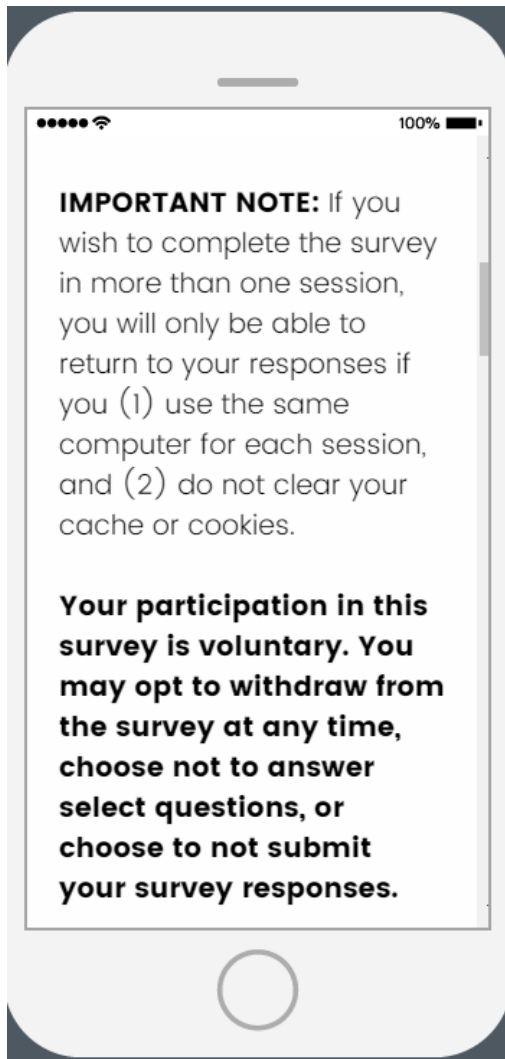 100%
IMPORTANT NOTE: If you
wish to complete the survey
in more than one session,
you will only be able to
return to your responses if
you (1) use the same
computer for each session,
and (2) do not clear your
cache or cookies.
Your participation in this
survey is voluntary. You
may opt to withdraw from
the survey at any time,
choose not to answer
select questions, or
choose to not submit
your survey responses.